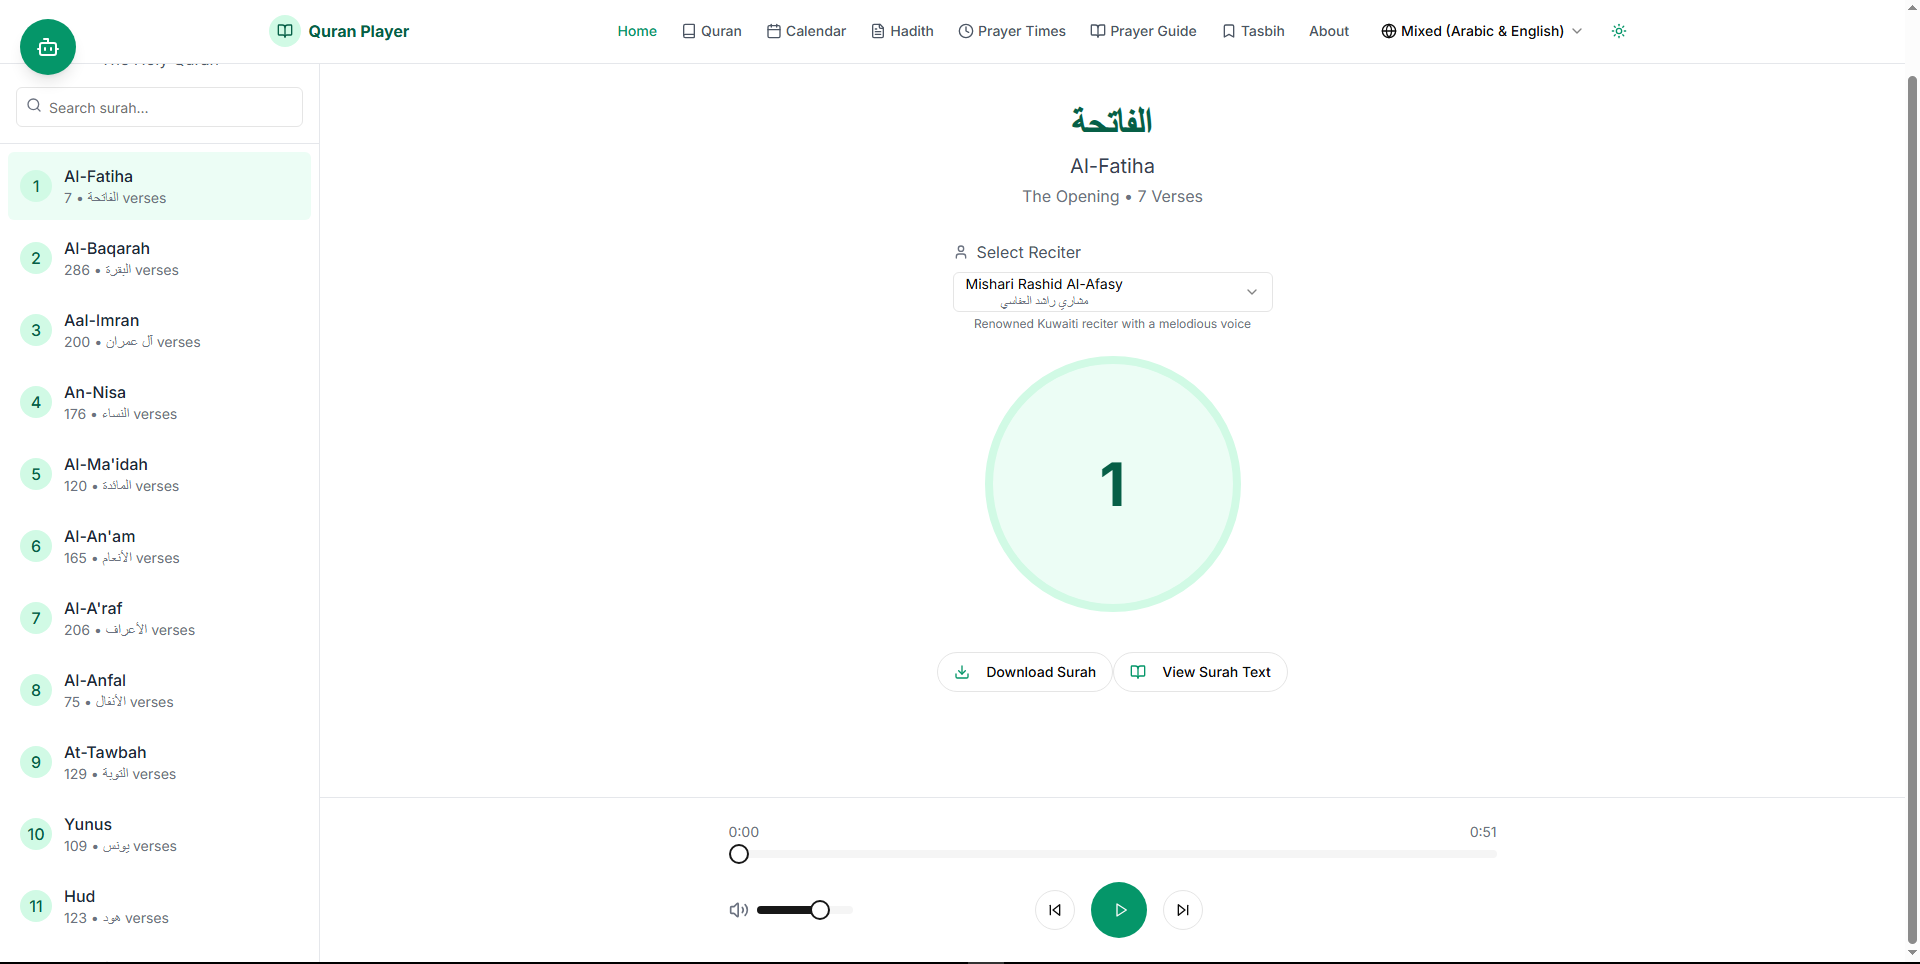 Quran Player
Home
Quran
Calendar
Hadith
Prayer Times
Prayer Guide
Tasbih
About
Mixed (Arabic & English)
The Holy Quran
Search surah...
1
Al-Fatiha
7 • الفاتحة verses
2
Al-Baqarah
286 • البقرة verses
3
Aal-Imran
200 • آل عمران verses
4
An-Nisa
176 • النساء verses
5
Al-Ma'idah
120 • المائدة verses
6
Al-An'am
165 • الأنعام verses
7
Al-A'raf
206 • الأعراف verses
8
Al-Anfal
75 • الأنفال verses
9
At-Tawbah
129 • التوبة verses
10
Yunus
109 • يونس verses
11
Hud
123 • هود verses
الفاتحة
Al-Fatiha
The Opening • 7 Verses
Select Reciter
Mishari Rashid Al-Afasy
مشاري راشد العفاسي
Renowned Kuwaiti reciter with a melodious voice
1
Download Surah
View Surah Text
0:00
0:51